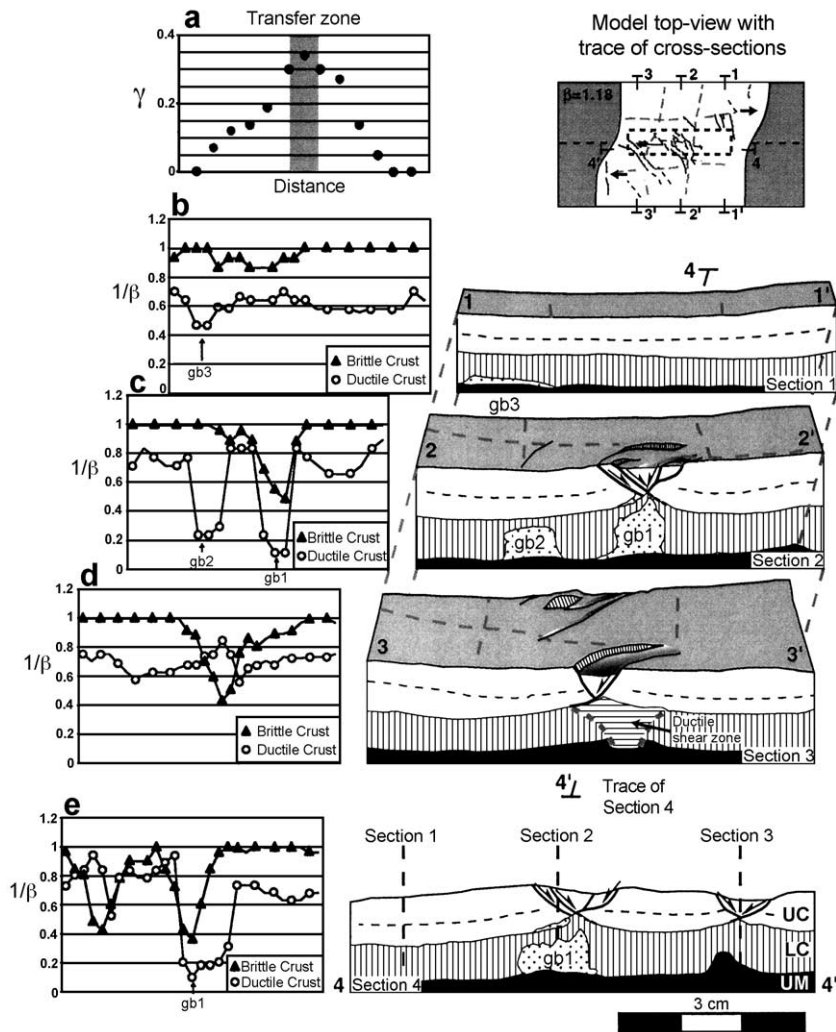 a
Transfer zone
0.4
0.2
0
γ
Distance
Model top-view with
trace of cross-sections
3 2 1
β=1.18
4' 4
3' 2' 1'
b
1.2
1
0.8
0.6
0.4
0.2
0
1/β
gb3
Brittle Crust
Ductile Crust
4
1 1'
Section 1
gb3
c
1.2
1
0.8
0.6
0.4
0.2
0
1/β
gb2
gb1
Brittle Crust
Ductile Crust
2 2'
gb2 gb1
Section 2
d
1.2
1
0.8
0.6
0.4
0.2
0
1/β
Brittle Crust
Ductile Crust
3 3'
Ductile
shear zone
Section 3
4' Trace of
Section 4
e
1.2
1
0.8
0.6
0.4
0.2
0
1/β
gb1
Brittle Crust
Ductile Crust
Section 1 Section 2 Section 3
UC
LC
gb1
UM
4 Section 4 4'
3 cm